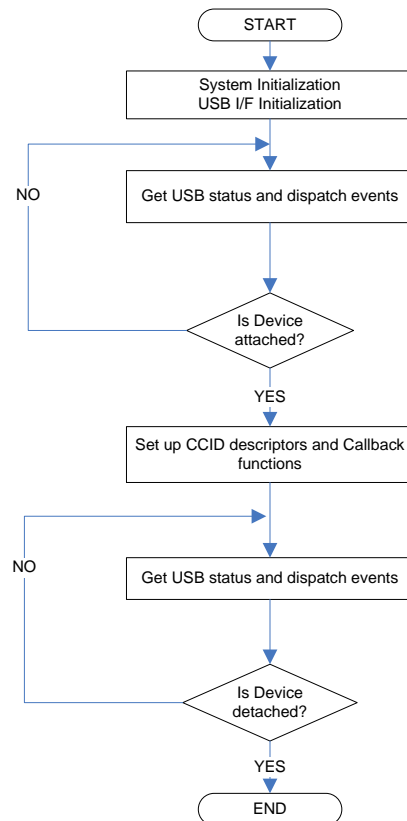 START
System Initialization
USB I/F Initialization
NO
Get USB status and dispatch events
Is Device
attached?
YES
Set up CCID descriptors and Callback
functions
NO
Get USB status and dispatch events
Is Device
detached?
YES
END